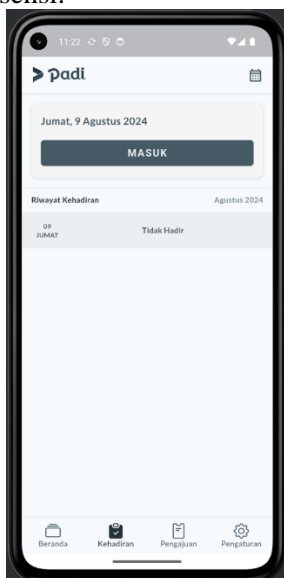 11:22
Padi
Jumat, 9 Agustus 2024
MASUK
Riwayat Kehadiran Agustus 2024
09 Tidak Hadir
JUMAT
Beranda Kehadiran Pengajuan Pengaturan